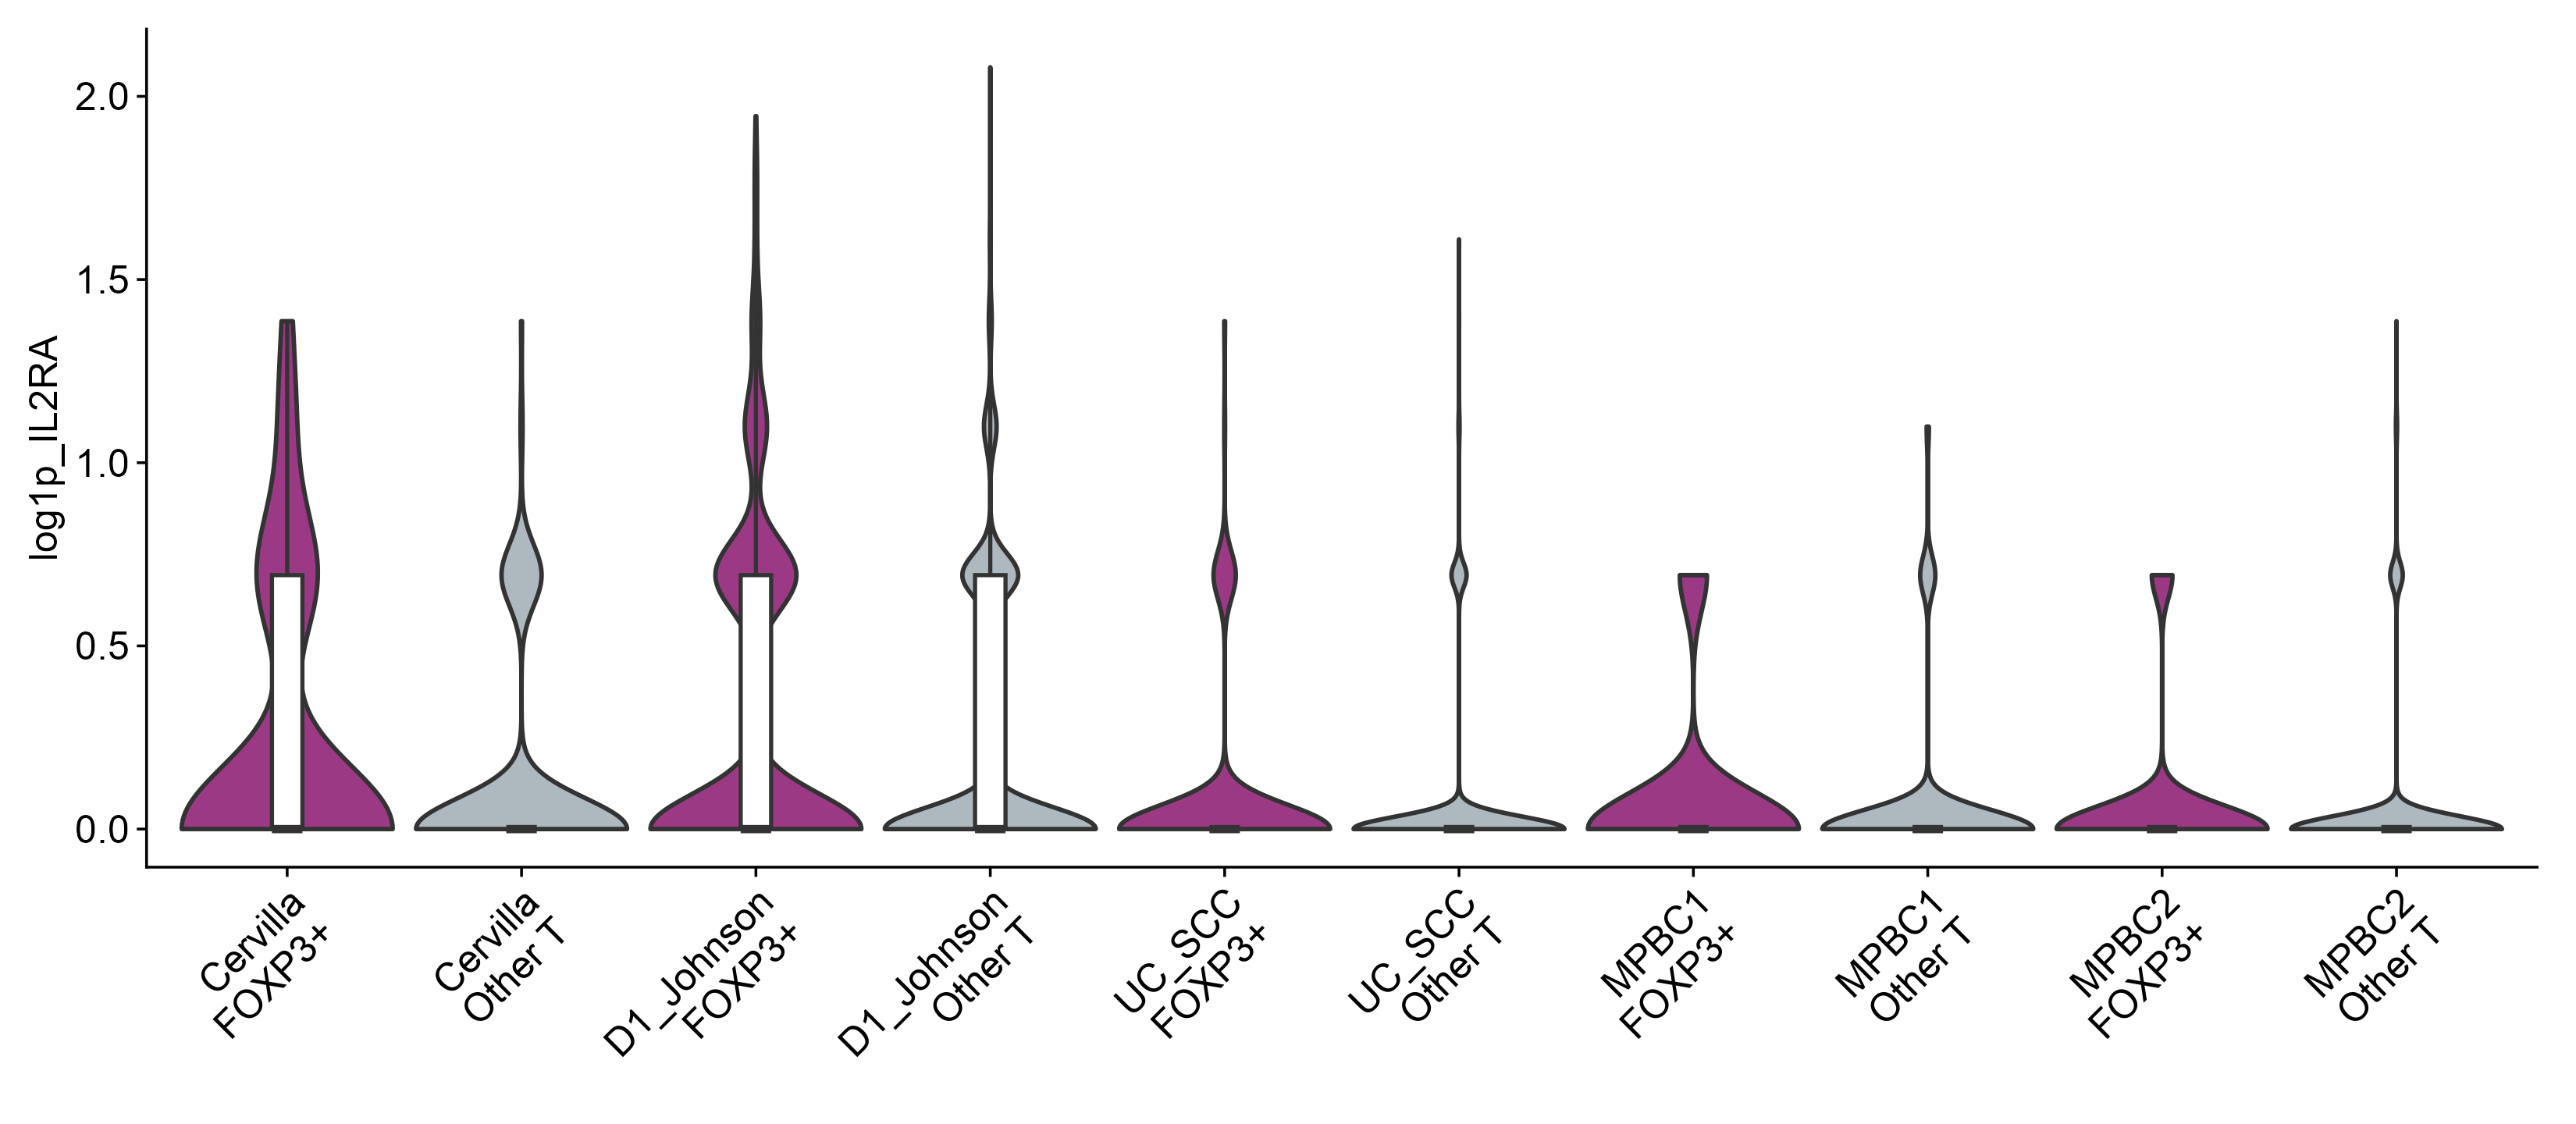 log1p_IL2RA
2.0
1.5
1.0
0.5
0.0
Cervilla
FOXP3+
Cervilla
Other T
D1_Johnson
FOXP3+
D1_Johnson
Other T
UC_SCC
FOXP3+
UC_SCC
Other T
MPBC1
FOXP3+
MPBC1
Other T
MPBC2
FOXP3+
MPBC2
Other T